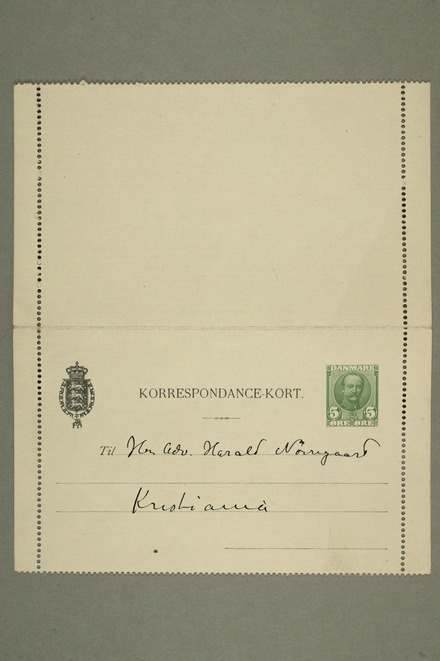 DANMARK
5 5
ØRE ØRE
KORRESPONDANCE-KORT.
Til Hr. Adv. Harald Nørregaard
Kristiania